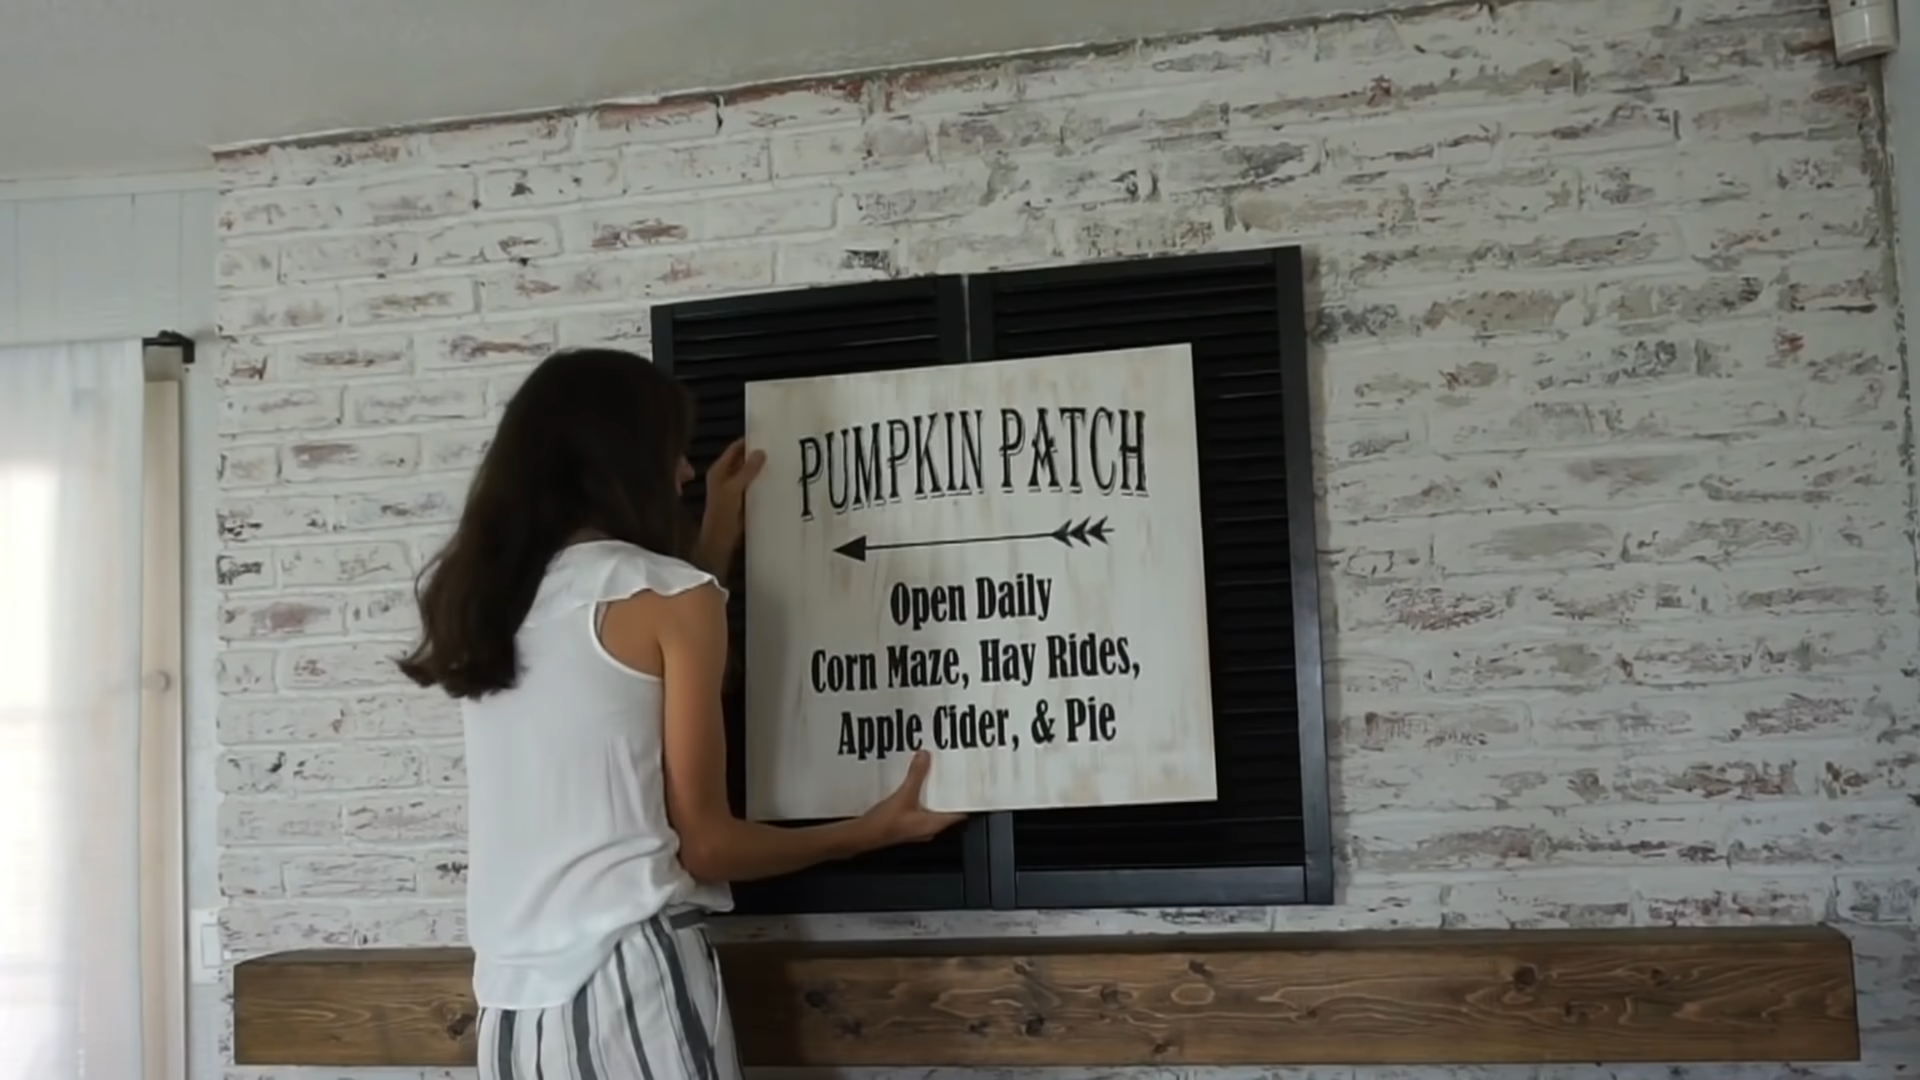 PUMPKIN PATCH
Open Daily
Corn Maze, Hay Rides,
Apple Cider, & Pie